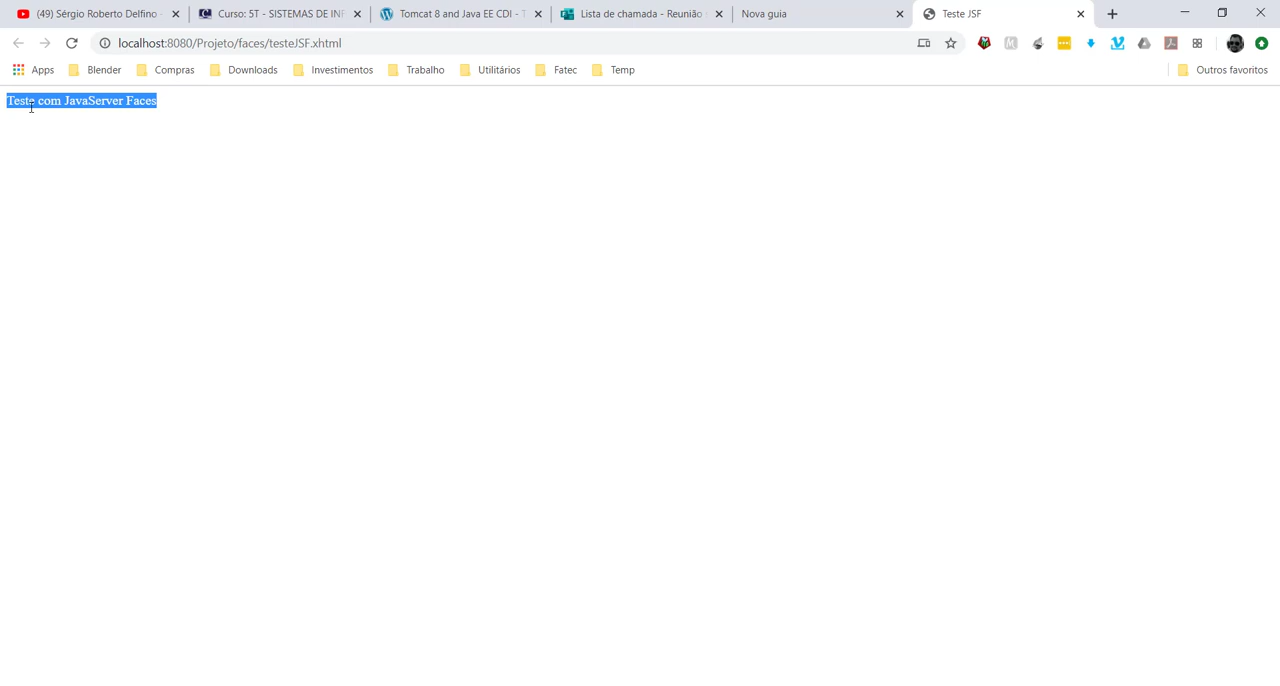 (49) Sérgio Roberto Delfino -
Curso: 5T - SISTEMAS DE INF
Tomcat 8 and Java EE CDI - T
Lista de chamada - Reunião
Nova guia
Teste JSF
localhost:8080/Projeto/faces/testeJSF.xhtml
Apps Blender Compras Downloads Investimentos Trabalho Utilitários Fatec Temp Outros favoritos
Teste com JavaServer Faces